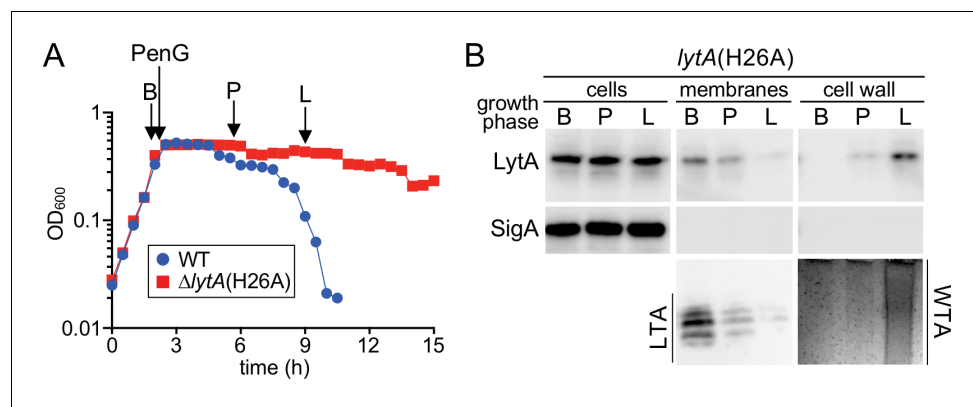 A
PenG
B
P
L
1
0.1
0.01
OD600
WT
ΔlytA(H26A)
0
3
6
9
12
15
time (h)
B
lytA(H26A)
cells
membranes
cell wall
growth
phase
B P L B P L B P L
LytA
SigA
LTA
WTA